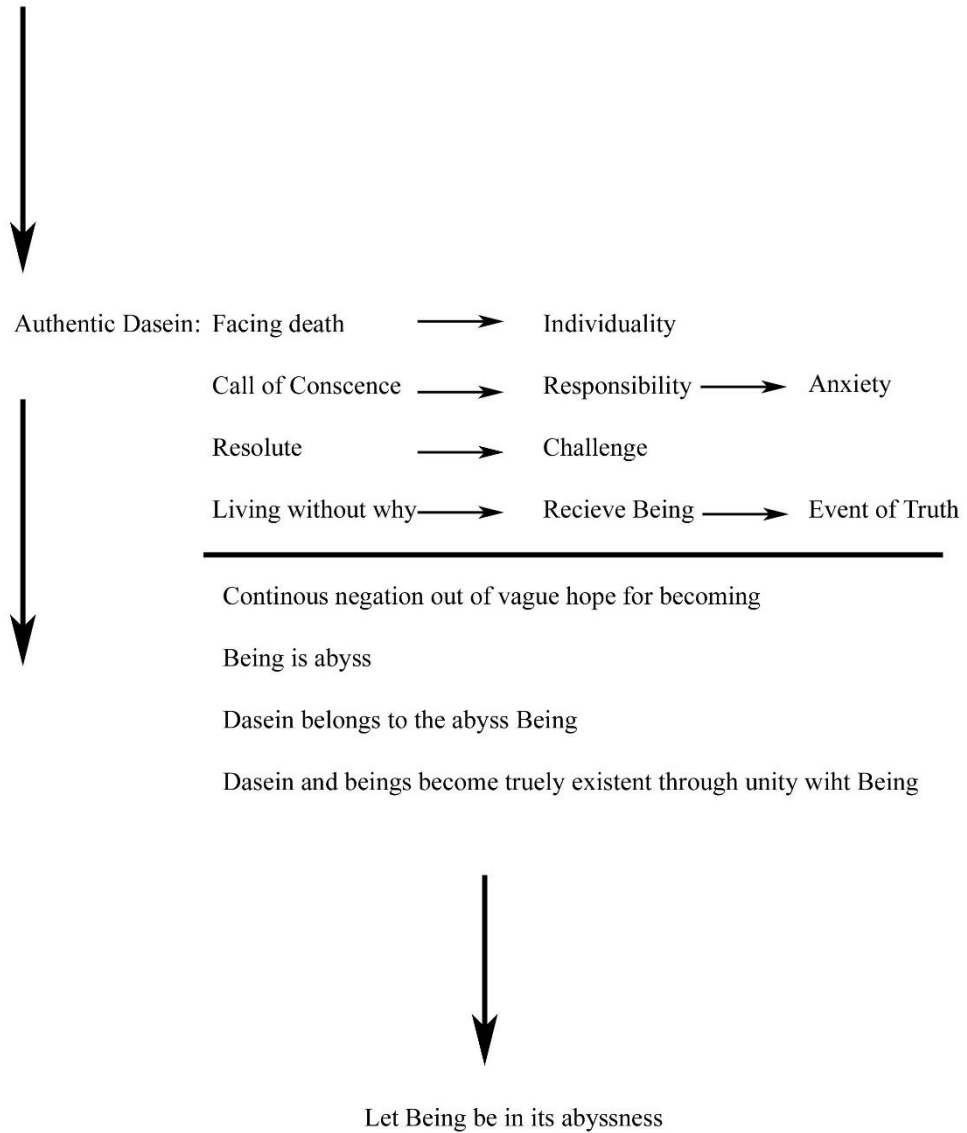 Authentic Dasein: Facing death Individuality
Call of Conscence Responsibility Anxiety
Resolute Challenge
Living without why Recieve Being Event of Truth
Continous negation out of vague hope for becoming
Being is abyss
Dasein belongs to the abyss Being
Dasein and beings become truely existent through unity wiht Being
Let Being be in its abyssness